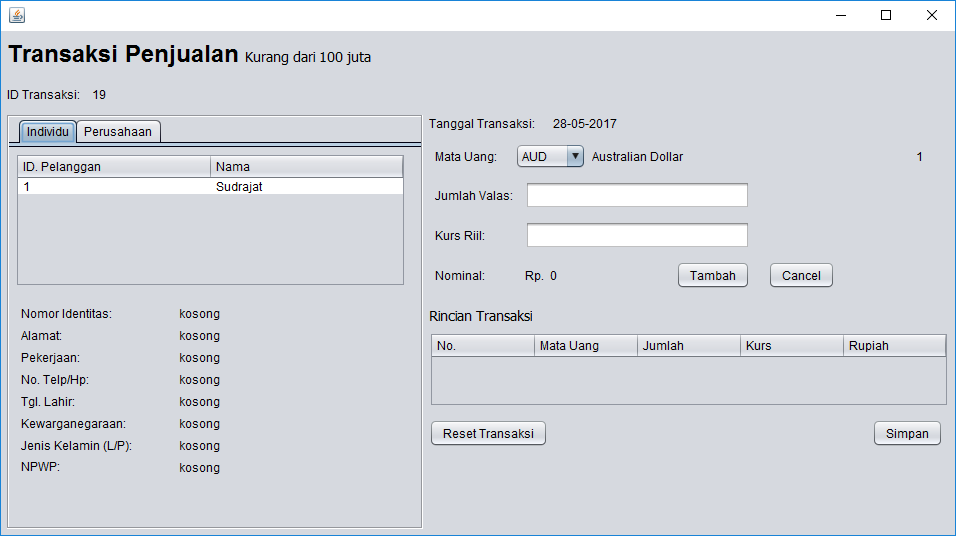 Transaksi Penjualan Kurang dari 100 juta
ID Transaksi: 19
Individu Perusahaan
ID. Pelanggan Nama
1 Sudrajat
Nomor Identitas: kosong
Alamat: kosong
Pekerjaan: kosong
No. Telp/Hp: kosong
Tgl. Lahir: kosong
Kewarganegaraan: kosong
Jenis Kelamin (L/P): kosong
NPWP: kosong
Tanggal Transaksi: 28-05-2017
Mata Uang: AUD Australian Dollar 1
Jumlah Valas:
Kurs Riil:
Nominal: Rp. 0 Tambah Cancel
Rincian Transaksi
No. Mata Uang Jumlah Kurs Rupiah
Reset Transaksi Simpan